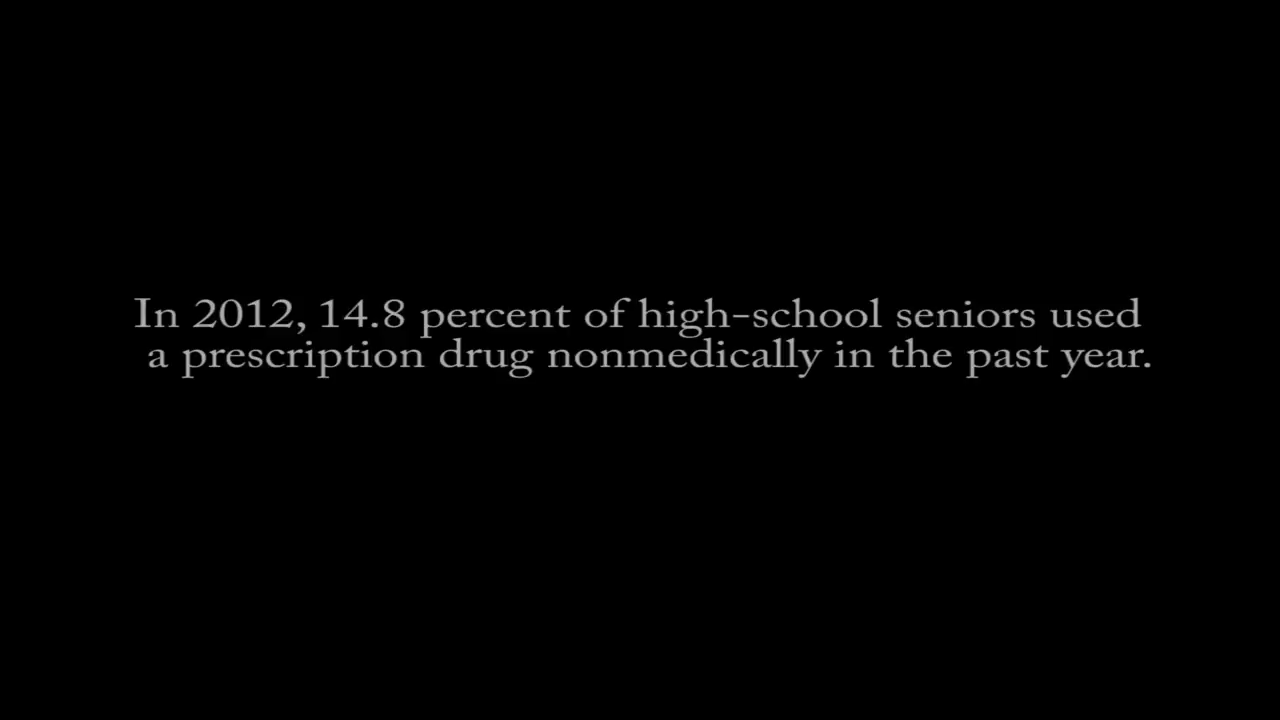 In 2012, 14.8 percent of high-school seniors used
a prescription drug nonmedically in the past year.